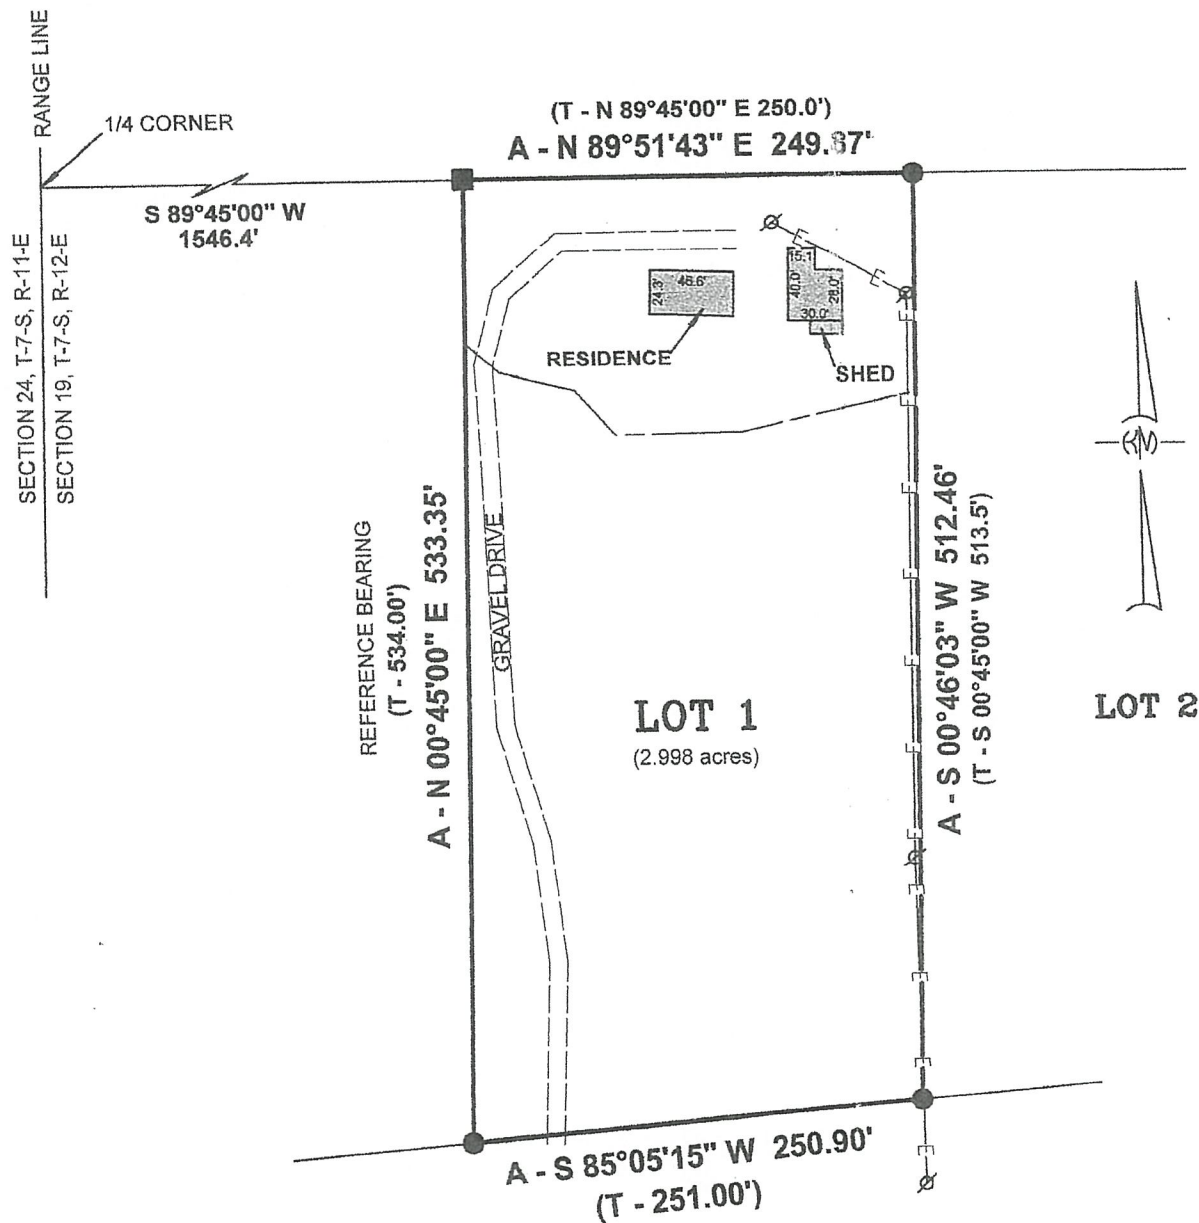 RANGE LINE
1/4 CORNER
(T - N 89°45'00" E 250.0')
A - N 89°51'43" E 249.87'
S 89°45'00" W
1546.4'
SECTION 24, T-7-S, R-11-E
SECTION 19, T-7-S, R-12-E
24.3'
46.6'
RESIDENCE
15.1
40.0'
28.0'
30.0'
SHED
E
E
E
E
E
E
E
E
E
E
E
E
E
E
REFERENCE BEARING
(T - 534.00')
A - N 00°45'00" E 533.35'
GRAVEL DRIVE
LOT 1
(2.998 acres)
A - S 00°46'03" W 512.46'
(T - S 00°45'00" W 513.5')
LOT 2
A - S 85°05'15" W 250.90'
(T - 251.00')